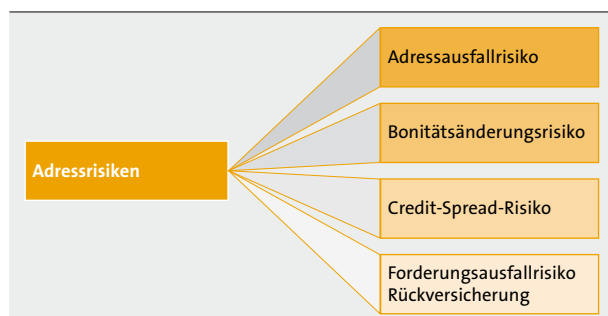 Adressrisiken
Adressausfallrisiko
Bonitätsänderungsrisiko
Credit-Spread-Risiko
Forderungsausfallrisiko
Rückversicherung